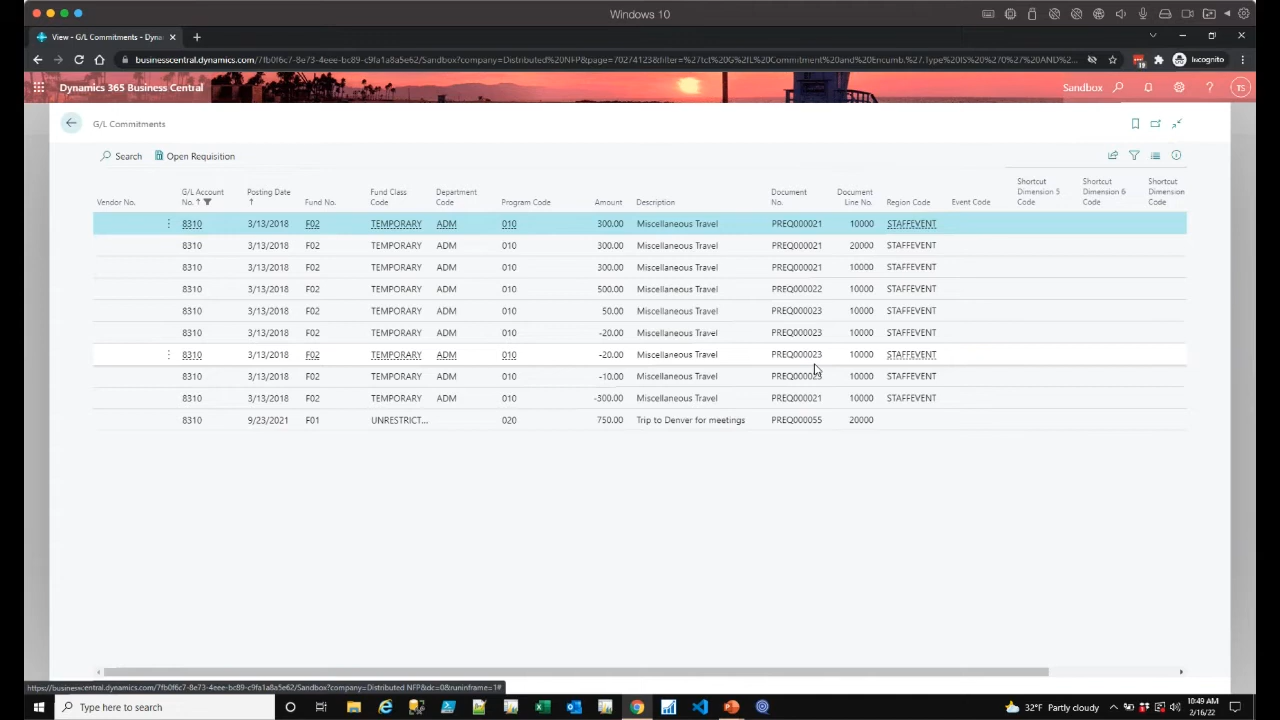 Windows 10
View - G/L Commitments - Dyna
businesscentral.dynamics.com/7fb0f6c7-8e73-4eee-bc89-c9fa1a8a5e62/Sandbox?company=Distributed%20NFP&page=70274123&filter=%27tct%20G%2FL%20Commitment%20and%20Encumb.%27.Type%20IS%20%270%27%20AND%...
Incognito
Dynamics 365 Business Central
Sandbox
TS
G/L Commitments
Search Open Requisition
Vendor No. G/L Account No. ↑ Posting Date ↑ Fund No. Fund Class Code Department Code Program Code Amount Description Document No. Document Line No. Region Code Event Code Shortcut Dimension 5 Code Shortcut Dimension 6 Code Shortcut Dimension Code
8310 3/13/2018 F02 TEMPORARY ADM 010 300.00 Miscellaneous Travel PREQ000021 10000 STAFFEVENT
8310 3/13/2018 F02 TEMPORARY ADM 010 300.00 Miscellaneous Travel PREQ000021 20000 STAFFEVENT
8310 3/13/2018 F02 TEMPORARY ADM 010 300.00 Miscellaneous Travel PREQ000021 10000 STAFFEVENT
8310 3/13/2018 F02 TEMPORARY ADM 010 500.00 Miscellaneous Travel PREQ000022 10000 STAFFEVENT
8310 3/13/2018 F02 TEMPORARY ADM 010 50.00 Miscellaneous Travel PREQ000023 10000 STAFFEVENT
8310 3/13/2018 F02 TEMPORARY ADM 010 -20.00 Miscellaneous Travel PREQ000023 10000 STAFFEVENT
8310 3/13/2018 F02 TEMPORARY ADM 010 -20.00 Miscellaneous Travel PREQ000023 10000 STAFFEVENT
8310 3/13/2018 F02 TEMPORARY ADM 010 -10.00 Miscellaneous Travel PREQ000023 10000 STAFFEVENT
8310 3/13/2018 F02 TEMPORARY ADM 010 -300.00 Miscellaneous Travel PREQ000021 10000 STAFFEVENT
8310 9/23/2021 F01 UNRESTRICT... 020 750.00 Trip to Denver for meetings PREQ000055 20000
https://businesscentral.dynamics.com/7fb0f6c7-8e73-4eee-bc89-c9fa1a8a5e62/Sandbox?company=Distributed NFP&dc=0&runinframe=1#
Type here to search
32°F Partly cloudy
10:49 AM
2/16/22